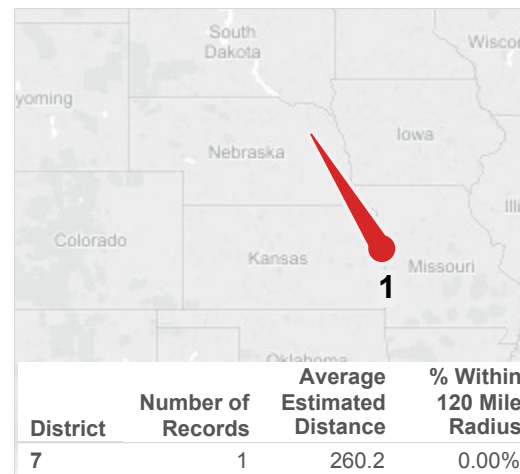 South
Dakota
Wiscon
yoming
Iowa
Nebraska
Illi
Colorado
Kansas
Missouri
1
Oklahoma
District
Number of
Records
Average
Estimated
Distance
% Within
120 Mile
Radius
7
1
260.2
0.00%